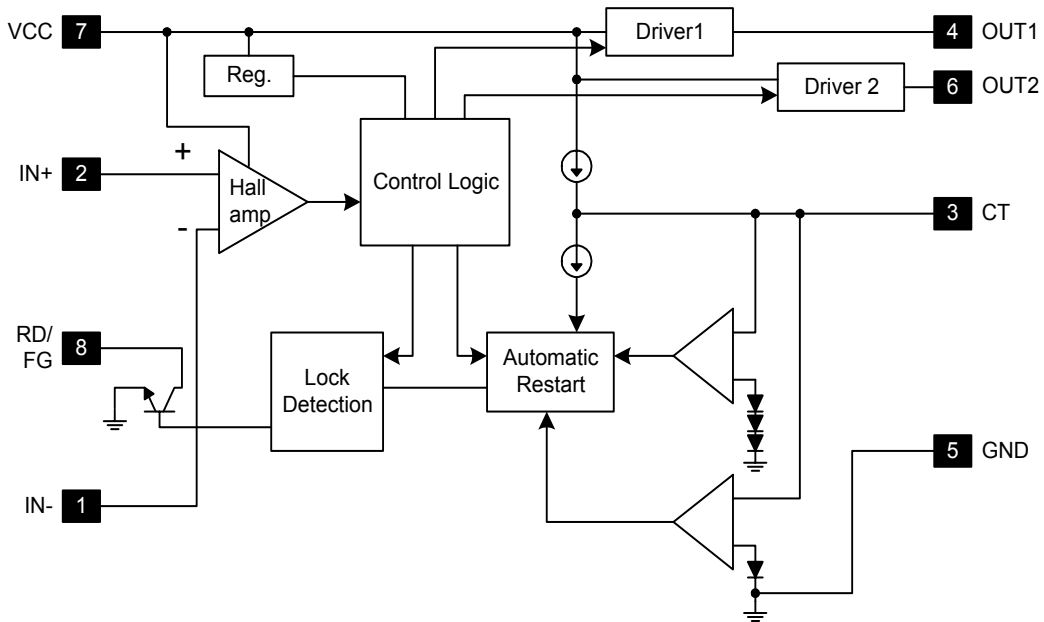 VCC 7
Driver1
4 OUT1
Reg.
Driver 2
6 OUT2
IN+ 2
+
Hall
amp
-
Control Logic
3 CT
RD/
FG
8
Lock
Detection
Automatic
Restart
5 GND
IN- 1